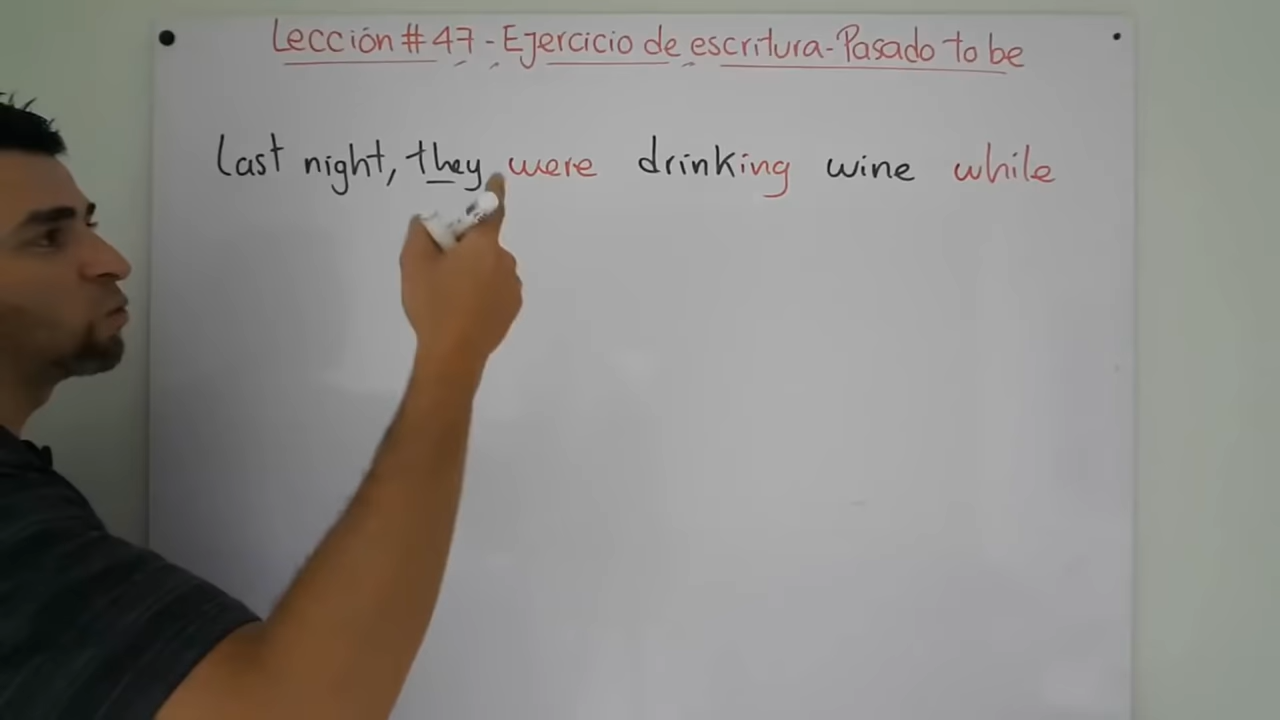 Lección #47 - Ejercicio de escritura - Pasado to be
Last night, they were drinking wine while